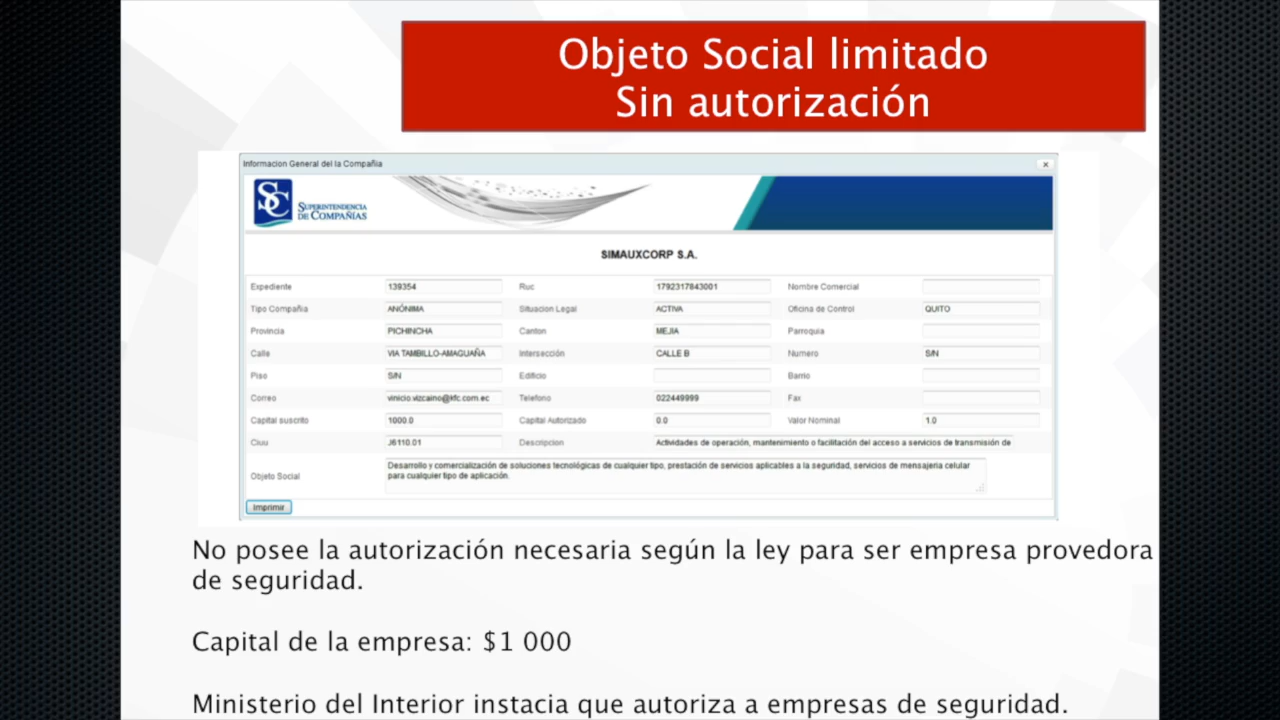 Objeto Social limitado
Sin autorización
Informacion General del la Compañia
x
SC SUPERINTENDENCIA
DE COMPAÑIAS
SIMAUXCORP S.A.
Expediente 139354 Ruc 1792317843001 Nombre Comercial
Tipo Compañia ANÓNIMA Situacion Legal ACTIVA Oficina de Control QUITO
Provincia PICHINCHA Canton MEJIA Parroquia
Calle VIA TAMBILLO-AMAGUAÑA Intersección CALLE B Numero S/N
Piso S/N Edificio Barrio
Correo vinicio.vizcaino@kfc.com.ec Telefono 022449999 Fax
Capital suscrito 1000.0 Capital Autorizado 0.0 Valor Nominal 1.0
Ciuu J6110.01 Descripcion Actividades de operación, mantenimiento o facilitación del acceso a servicios de transmisión de
Objeto Social Desarrollo y comercialización de soluciones tecnológicas de cualquier tipo, prestación de servicios aplicables a la seguridad, servicios de mensajeria celular
para cualquier tipo de aplicación.
Imprimir
No posee la autorización necesaria según la ley para ser empresa provedora
de seguridad.
Capital de la empresa: $1 000
Ministerio del Interior instacia que autoriza a empresas de seguridad.